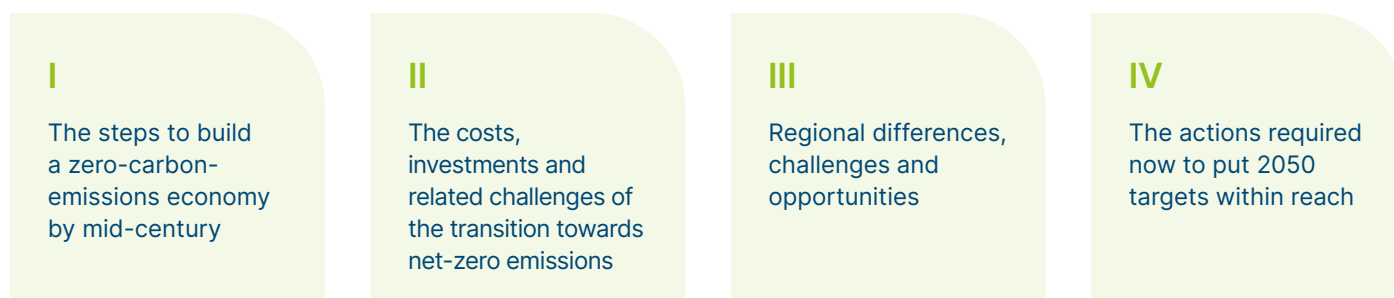 I
The steps to build
a zero-carbon-
emissions economy
by mid-century
II
The costs,
investments and
related challenges of
the transition towards
net-zero emissions
III
Regional differences,
challenges and
opportunities
IV
The actions required
now to put 2050
targets within reach